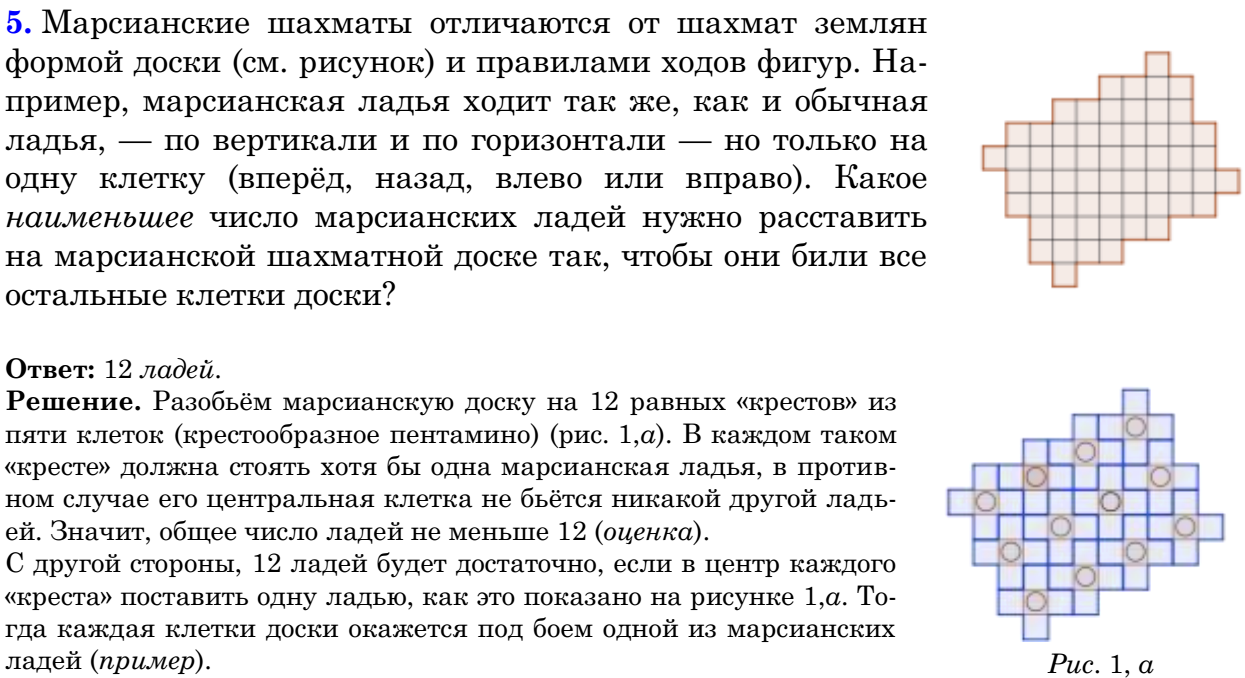 5. Марсианские шахматы отличаются от шахмат землян
формой доски (см. рисунок) и правилами ходов фигур. На-
пример, марсианская ладья ходит так же, как и обычная
ладья, — по вертикали и по горизонтали — но только на
одну клетку (вперёд, назад, влево или вправо). Какое
наименьшее число марсианских ладей нужно расставить
на марсианской шахматной доске так, чтобы они били все
остальные клетки доски?
Ответ: 12 ладей.
Решение. Разобьём марсианскую доску на 12 равных «крестов» из
пяти клеток (крестообразное пентамино) (рис. 1,а). В каждом таком
«кресте» должна стоять хотя бы одна марсианская ладья, в против-
ном случае его центральная клетка не бьётся никакой другой ладь-
ей. Значит, общее число ладей не меньше 12 (оценка).
С другой стороны, 12 ладей будет достаточно, если в центр каждого
«креста» поставить одну ладью, как это показано на рисунке 1,а. То-
гда каждая клетки доски окажется под боем одной из марсианских
ладей (пример).
Рис. 1, а